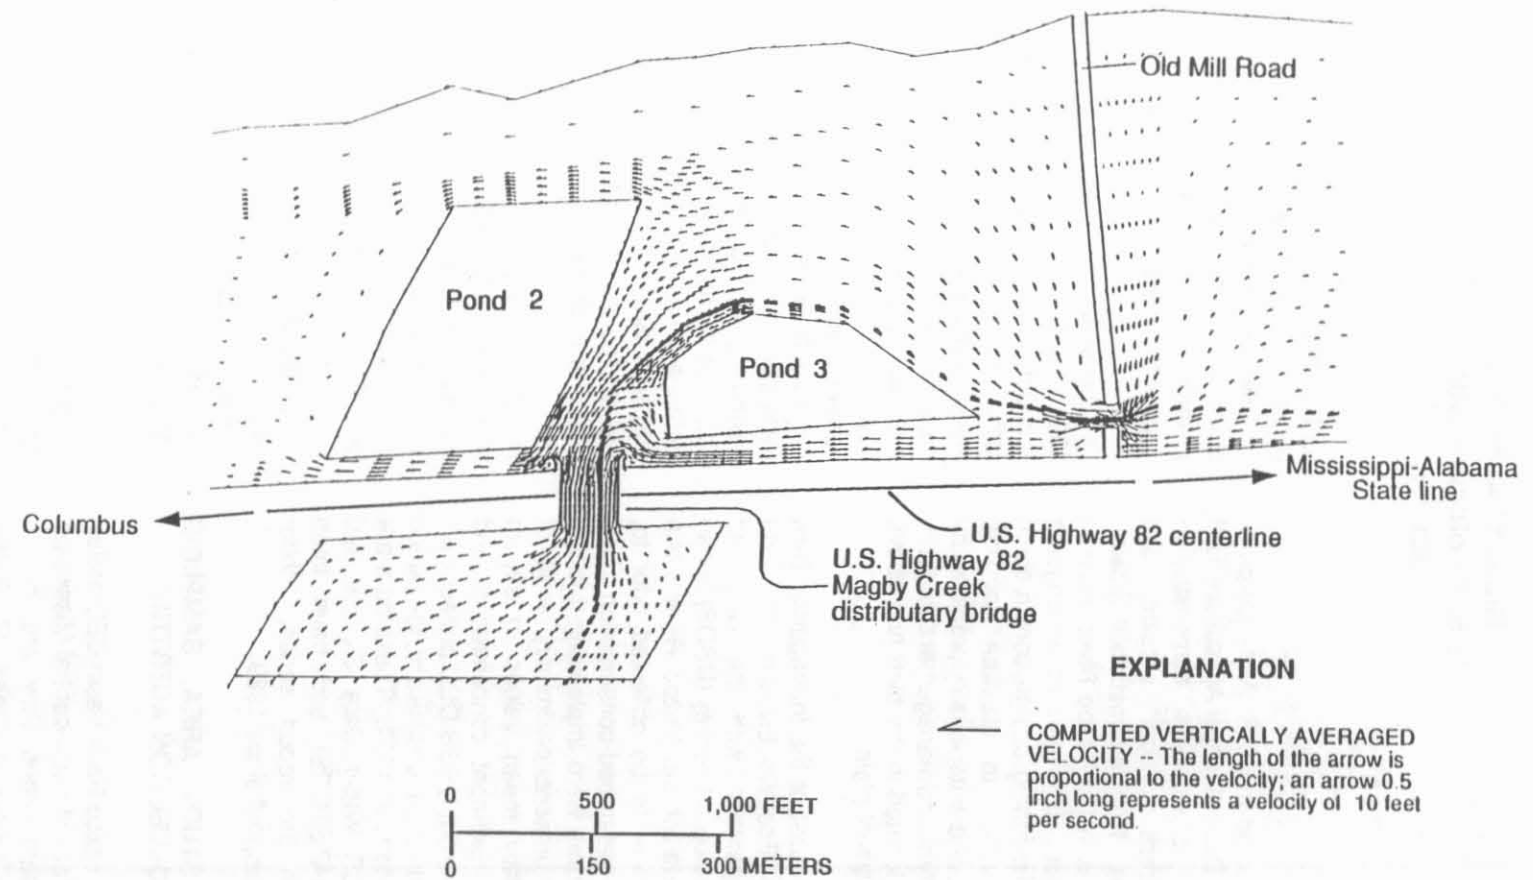 Old Mill Road
Pond 2
Pond 3
Mississippi-Alabama
State line
Columbus
U.S. Highway 82 centerline
U.S. Highway 82
Magby Creek
distributary bridge
EXPLANATION
COMPUTED VERTICALLY AVERAGED
VELOCITY -- The length of the arrow is
proportional to the velocity; an arrow 0.5
inch long represents a velocity of 10 feet
per second.
0 500 1,000 FEET
0 150 300 METERS